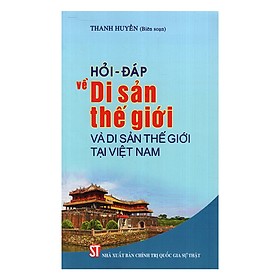 THANH HUYỀN (Biên soạn)
HỎI - ĐÁP
về Di sản
thế giới
VÀ DI SẢN THẾ GIỚI
TẠI VIỆT NAM
ST NHÀ XUẤT BẢN CHÍNH TRỊ QUỐC GIA SỰ THẬT